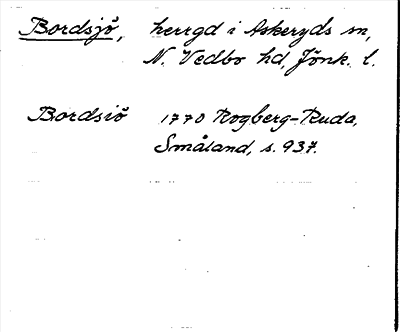 Bordsjö, herrgd i Askeryds sn,
N. Vedbo hd, Jönk. l.
Bordsiö 1770 Rogberg-Ruda,
Småland, s. 937.